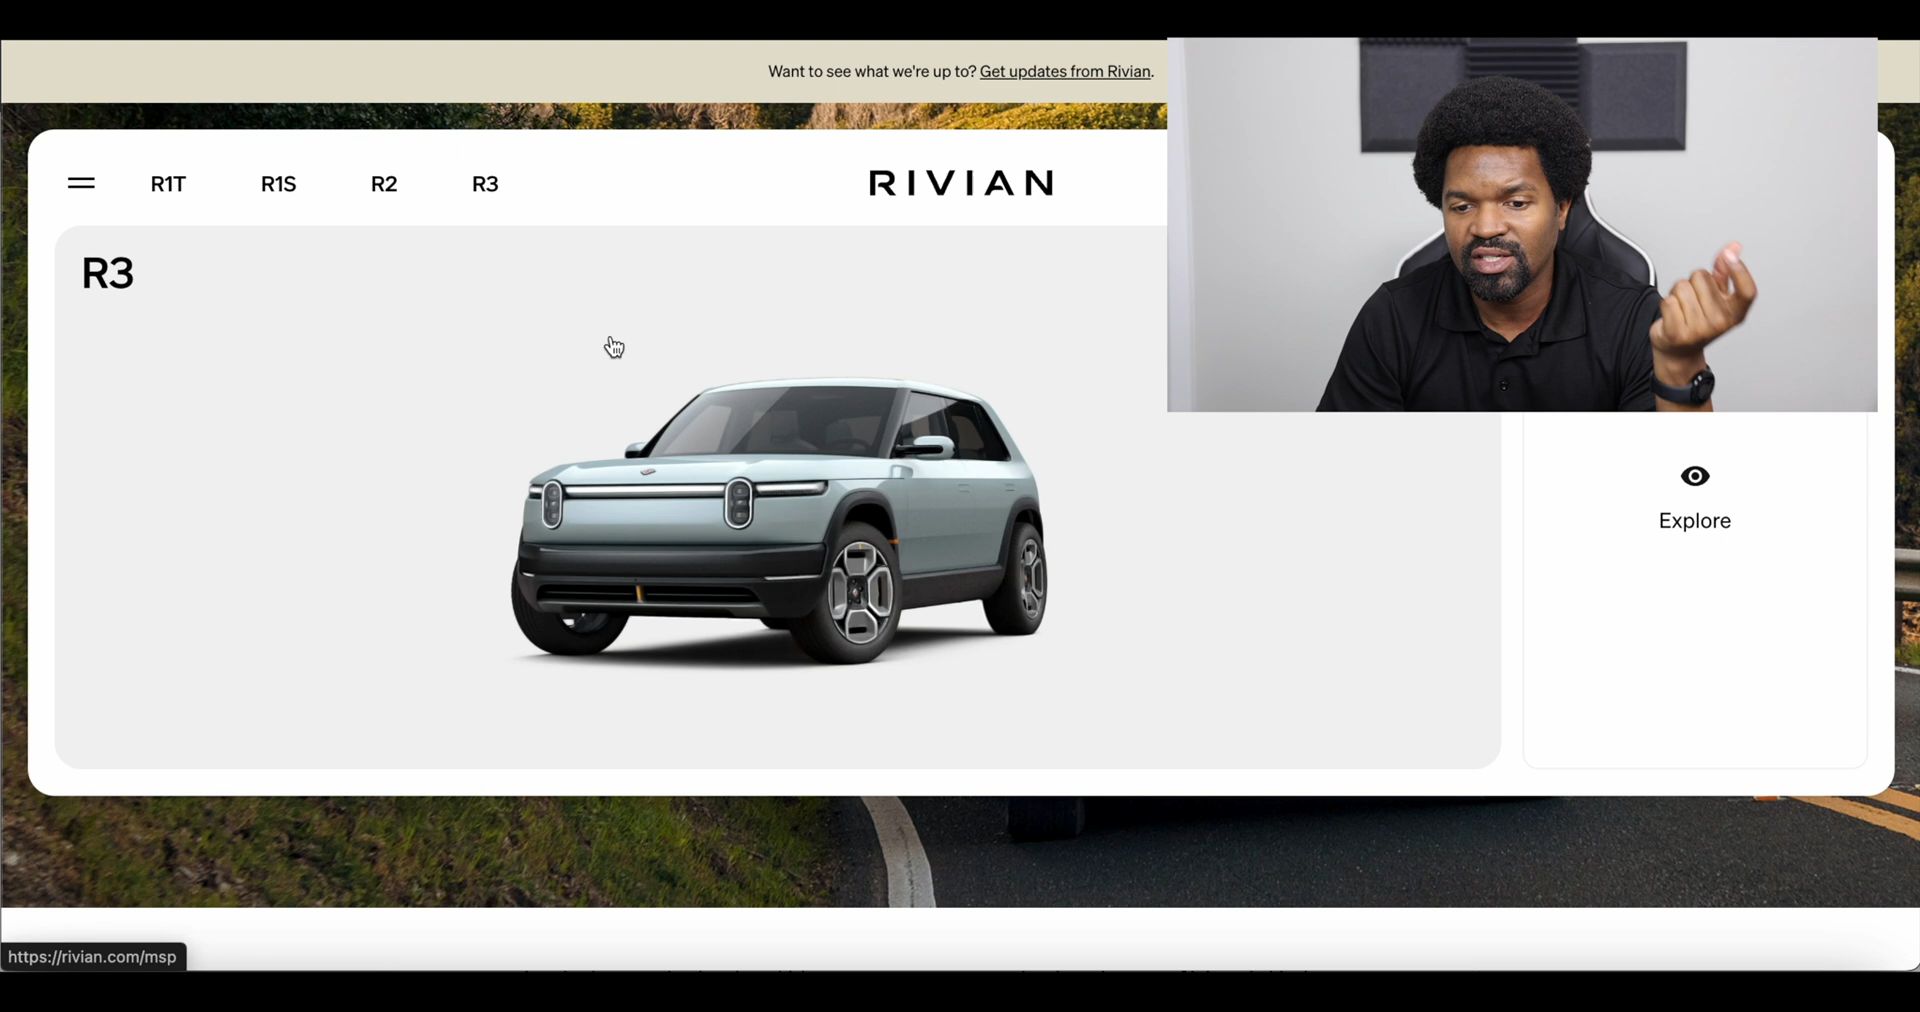 Want to see what we're up to? Get updates from Rivian.
R1T R1S R2 R3 RIVIAN
R3
Explore
https://rivian.com/msp